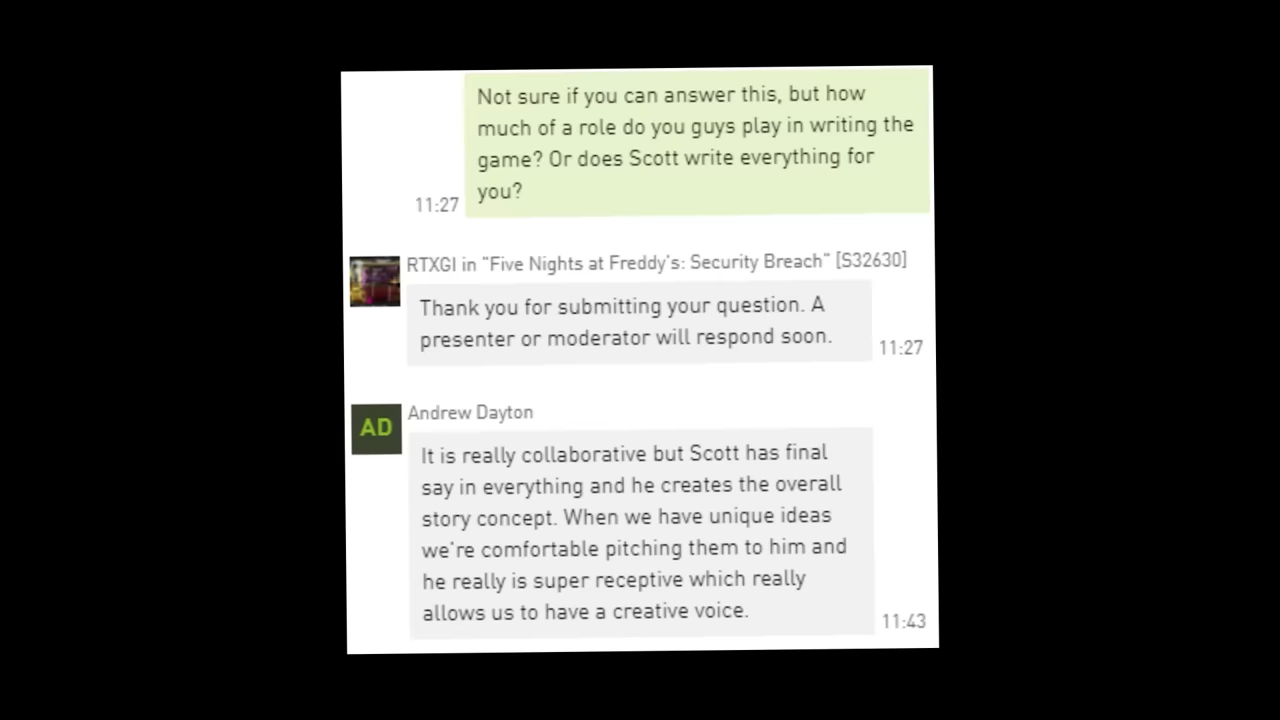 Not sure if you can answer this, but how
much of a role do you guys play in writing the
game? Or does Scott write everything for
you?
11:27
RTXGI in "Five Nights at Freddy's: Security Breach" [S32630]
Thank you for submitting your question. A
presenter or moderator will respond soon.
11:27
AD
Andrew Dayton
It is really collaborative but Scott has final
say in everything and he creates the overall
story concept. When we have unique ideas
we're comfortable pitching them to him and
he really is super receptive which really
allows us to have a creative voice.
11:43